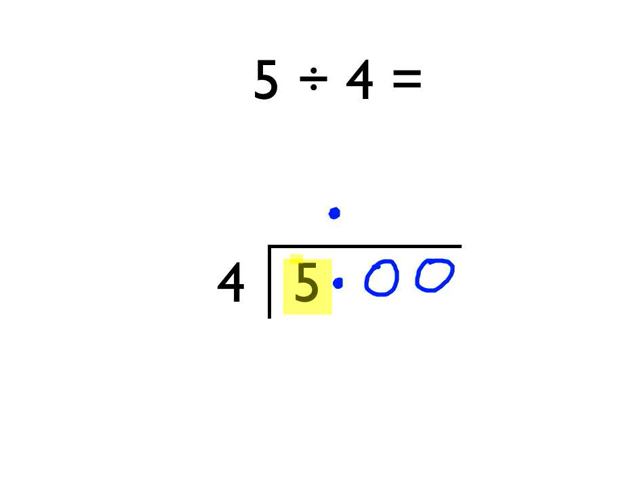 5 ÷ 4 =
.
4 5.00